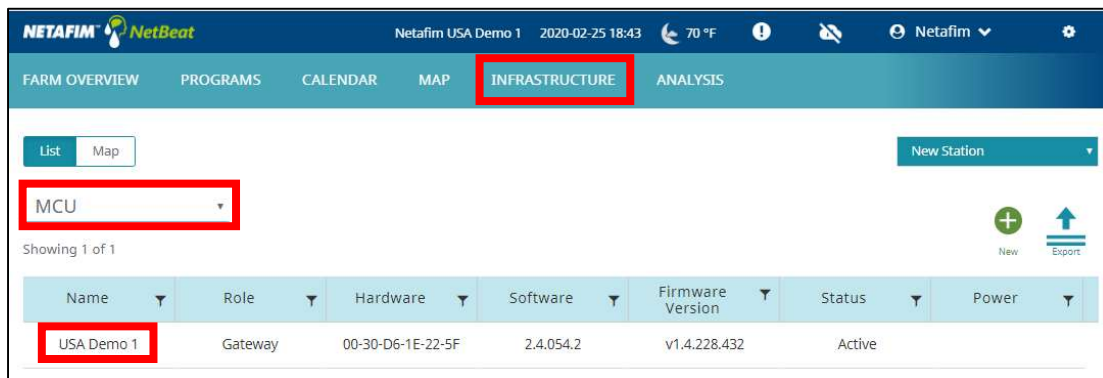 NETAFIM™ NetBeat Netafim USA Demo 1 2020-02-25 18:43 70 °F Netafim
FARM OVERVIEW PROGRAMS CALENDAR MAP INFRASTRUCTURE ANALYSIS
List Map New Station
MCU
Showing 1 of 1
New Export
Name Role Hardware Software Firmware Version Status Power
USA Demo 1 Gateway 00-30-D6-1E-22-5F 2.4.054.2 v1.4.228.432 Active